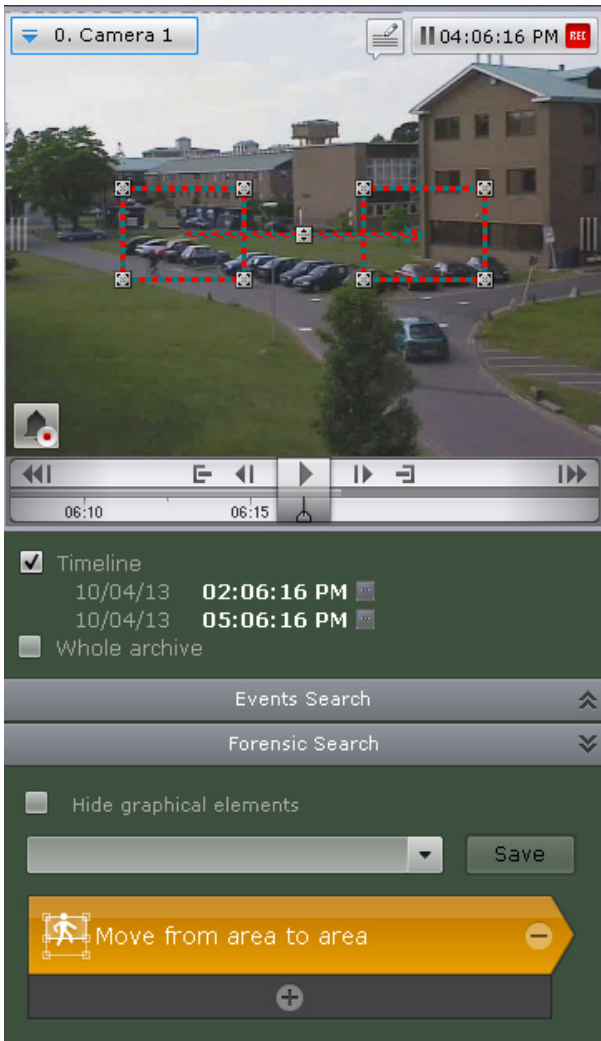 0. Camera 1
04:06:16 PM REC
06:10 06:15
Timeline
10/04/13 02:06:16 PM
10/04/13 05:06:16 PM
Whole archive
Events Search
Forensic Search
Hide graphical elements
Save
Move from area to area